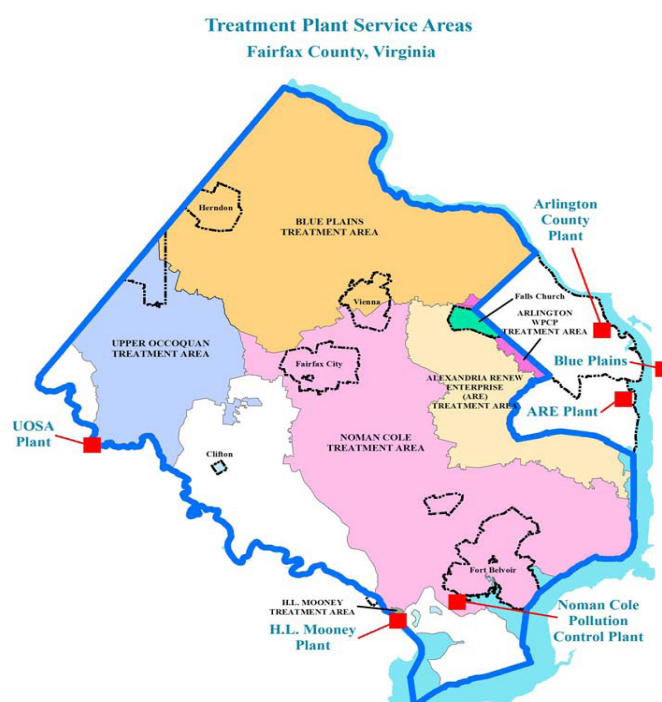 Treatment Plant Service Areas
Fairfax County, Virginia
Herndon
BLUE PLAINS
TREATMENT AREA
Arlington
County
Plant
Vienna
Falls Church
ARLINGTON
WPCP
TREATMENT AREA
UPPER OCCOQUAN
TREATMENT AREA
Fairfax City
Blue Plains
ALEXANDRIA RENEW
ENTERPRISE
(ARE)
TREATMENT AREA
ARE Plant
UOSA
Plant
NOMAN COLE
TREATMENT AREA
Clifton
Fort Belvoir
H.L. MOONEY
TREATMENT AREA
H.L. Mooney
Plant
Noman Cole
Pollution
Control Plant